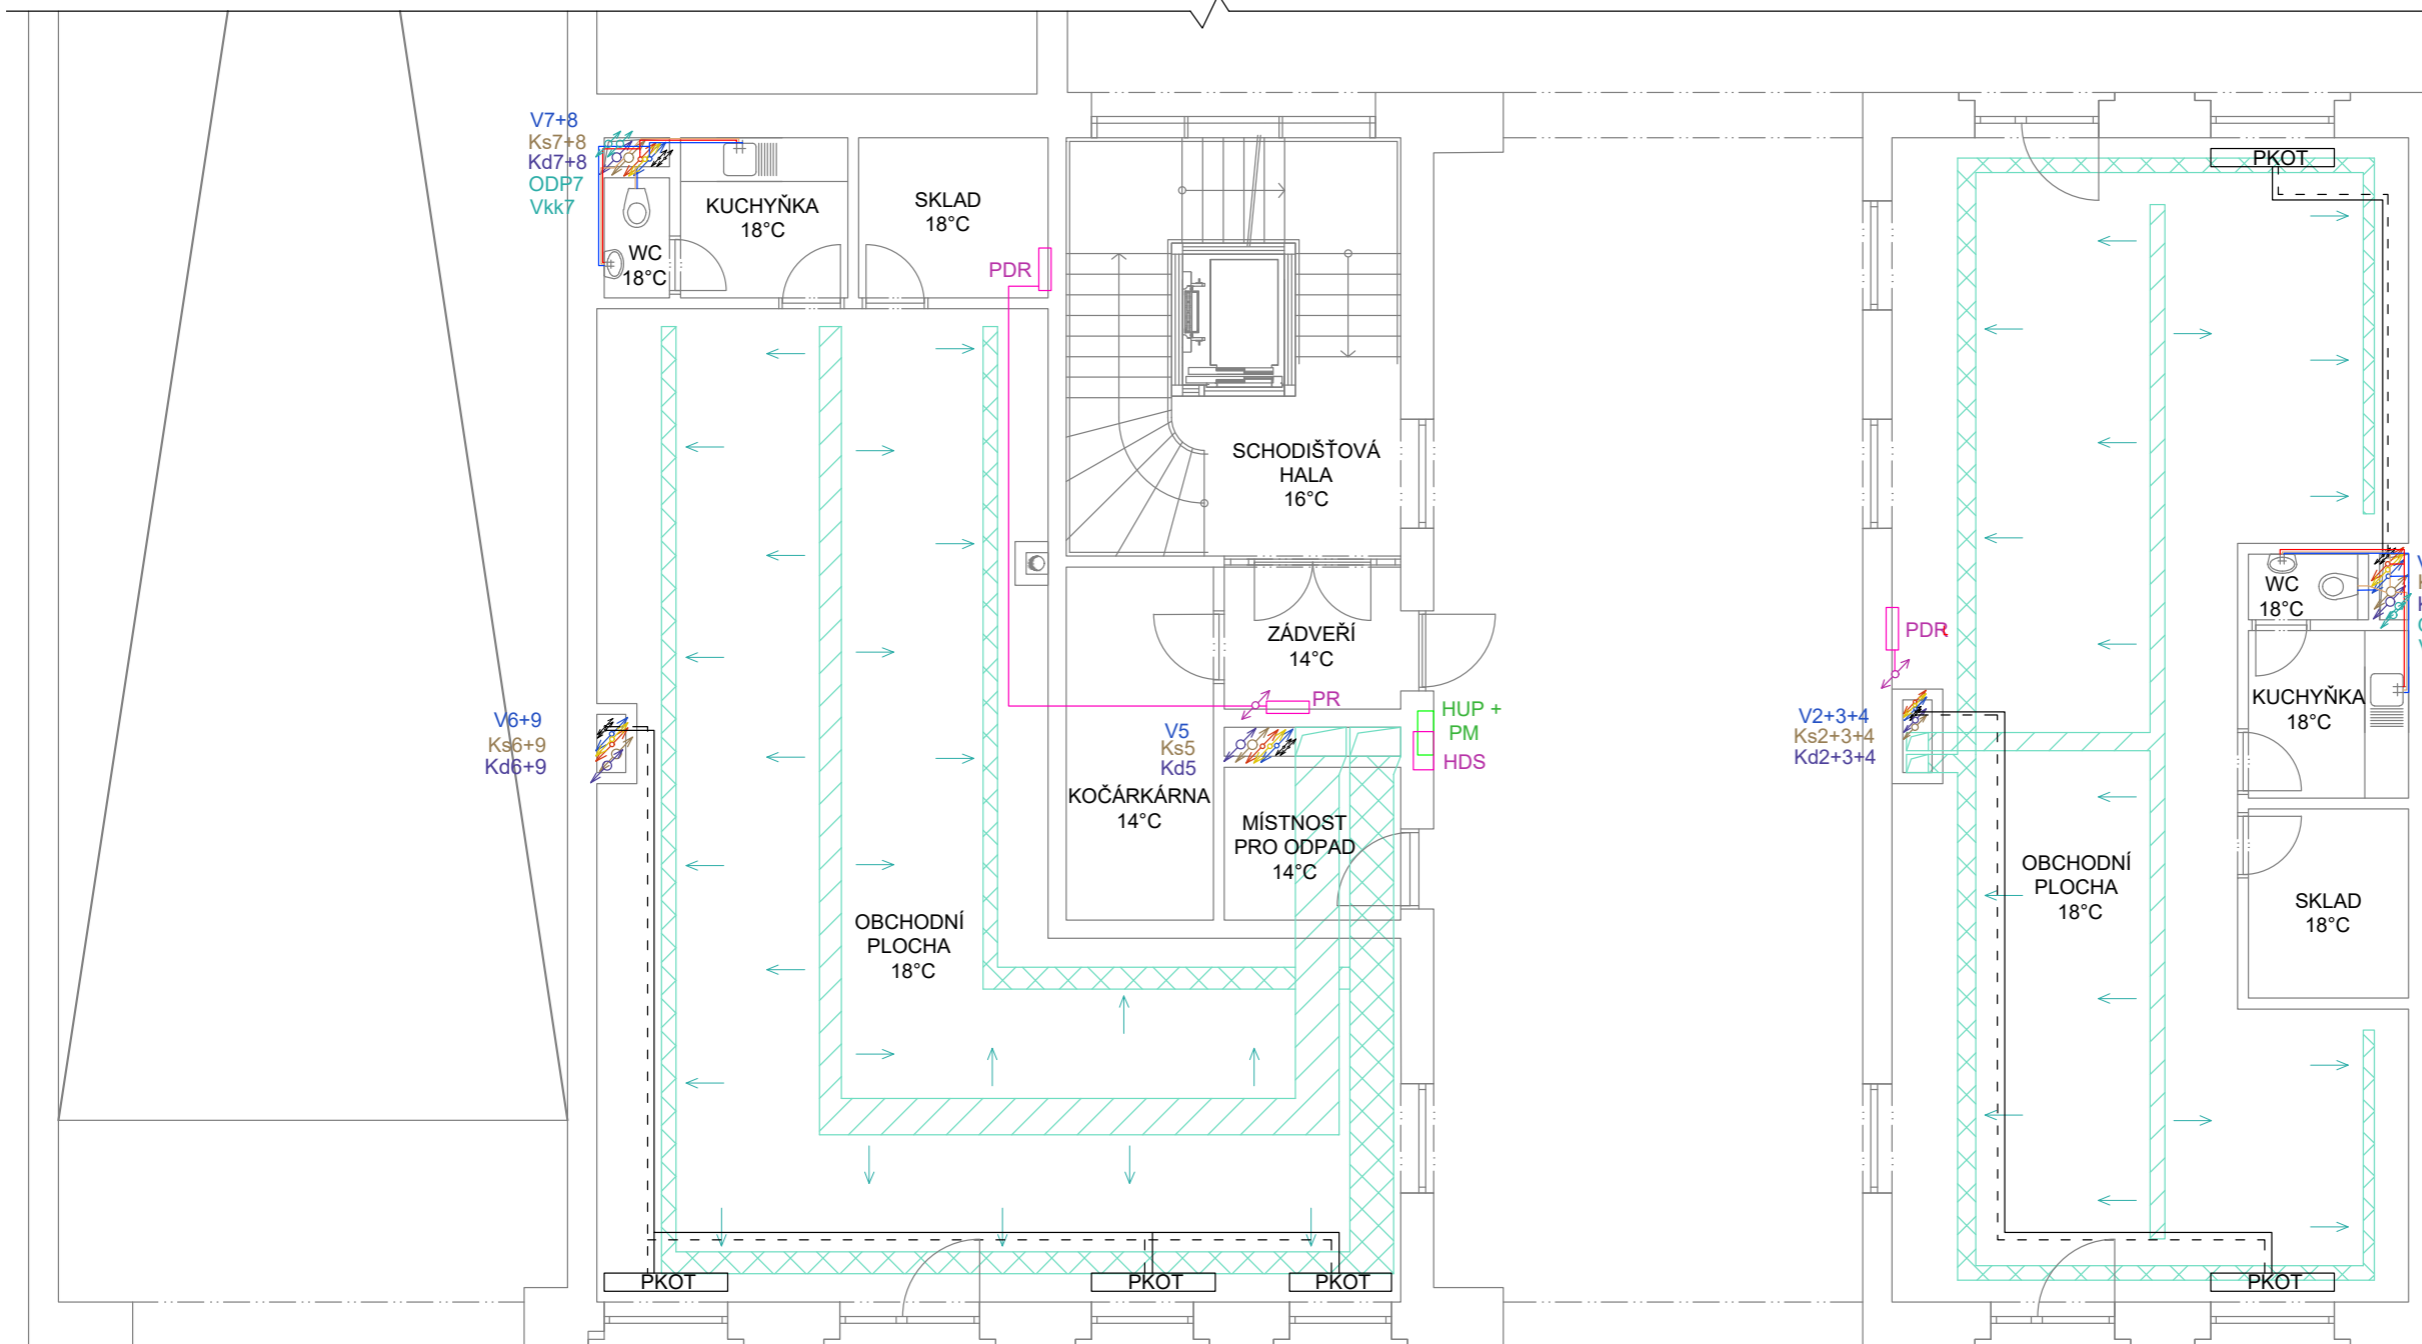 V7+8
Ks7+8
Kd7+8
ODP7
Vkk7
WC
18°C
KUCHYŇKA
18°C
SKLAD
18°C
PDR
SCHODIŠŤOVÁ
HALA
16°C
ZÁDVEŘÍ
14°C
PR
HUP +
PM
HDS
V5
Ks5
Kd5
KOČÁRKÁRNA
14°C
MÍSTNOST
PRO ODPAD
14°C
V6+9
Ks6+9
Kd6+9
OBCHODNÍ
PLOCHA
18°C
PKOT
PKOT
PKOT
PKOT
PDR
V2+3+4
Ks2+3+4
Kd2+3+4
WC
18°C
KUCHYŇKA
18°C
OBCHODNÍ
PLOCHA
18°C
SKLAD
18°C
PKOT